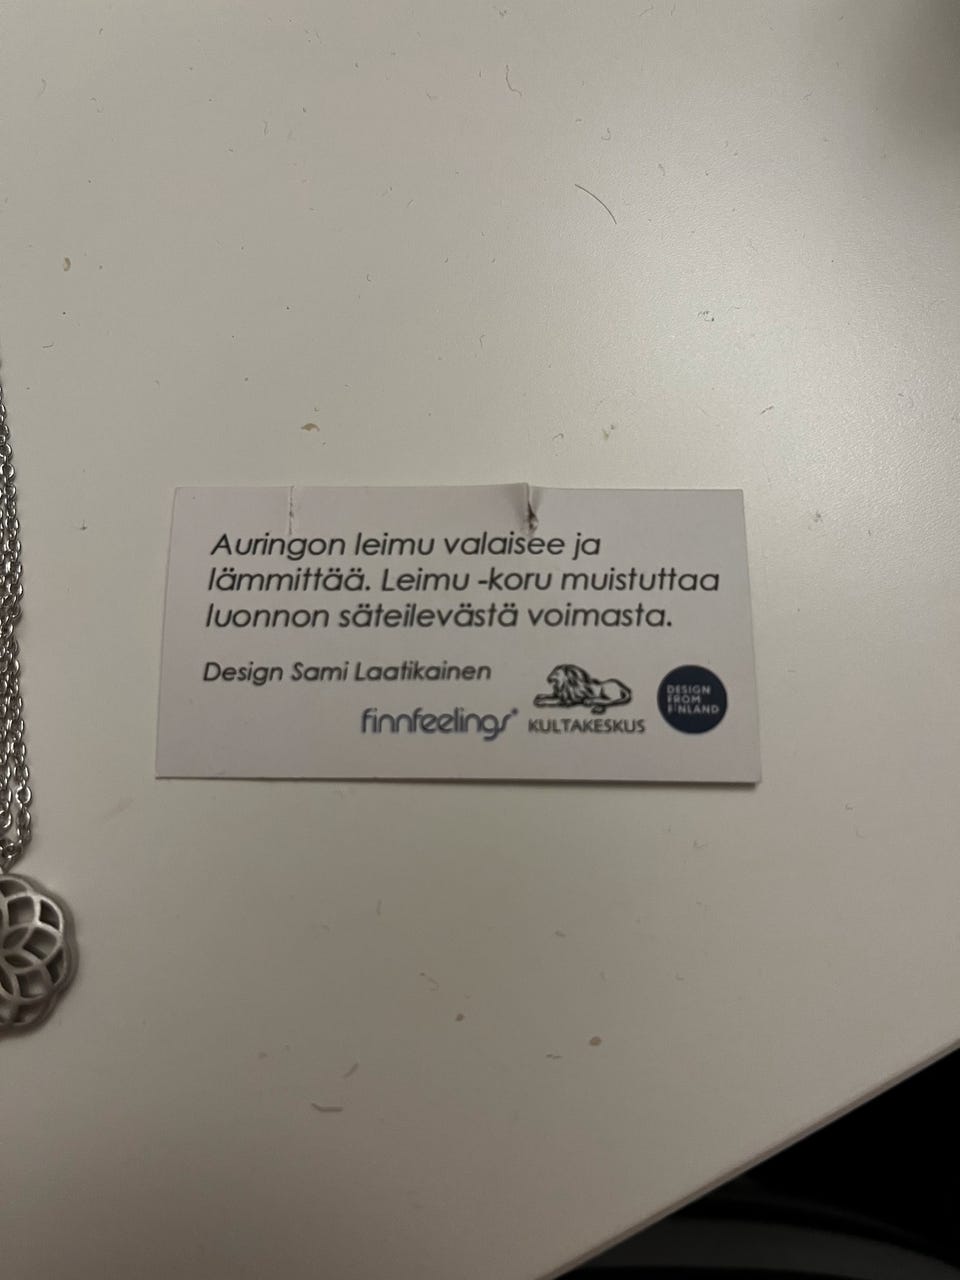 Auringon leimu valaisee ja
lämmittää. Leimu -koru muistuttaa
luonnon säteilevästä voimasta.
Design Sami Laatikainen
finnfeelings®
KULTAKESKUS
DESIGN
FROM
FINLAND